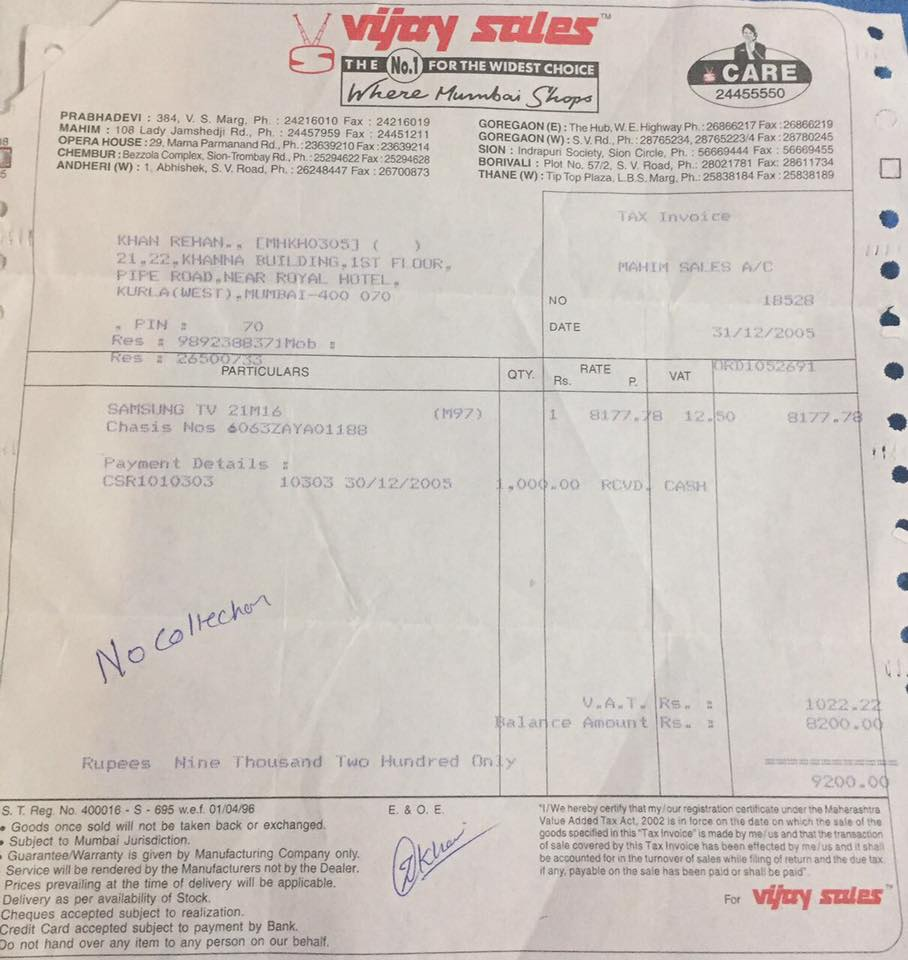 vijay sales™
THE No.1 FOR THE WIDEST CHOICE
Where Mumbai Shops
CARE
24455550
PRABHADEVI : 384, V. S. Marg, Ph. : 24216010 Fax : 24216019
MAHIM : 108 Lady Jamshedji Rd., Ph. : 24457959 Fax : 24451211
OPERA HOUSE : 29, Mama Parmanand Rd., Ph : 23639210 Fax : 23639214
CHEMBUR : Bezzola Complex, Sion-Trombay Rd., Ph : 25294622 Fax : 25294628
ANDHERI (W) : 1, Abhishek, S. V. Road, Ph. : 26248447 Fax : 26700873
GOREGAON (E) : The Hub, W. E. Highway Ph. : 26866217 Fax : 26866219
GOREGAON (W) : S. V. Rd., Ph. : 28765234, 28765223/4 Fax : 28780245
SION : Indrapuri Society, Sion Circle, Ph. : 56669444 Fax : 56669455
BORIVALI : Plot No. 57/2, S. V. Road, Ph. : 28021781 Fax : 28611734
THANE (W) : Tip Top Plaza, L.B.S. Marg, Ph. : 25838184 Fax : 25838189
TAX Invoice
KHAN REHAN., [MHKH0305] ( )
21,22,KHANNA BUILDING,1ST FLOOR,
PIPE ROAD,NEAR ROYAL HOTEL,
KURLA(WEST),MUMBAI-400 070
MAHIM SALES A/C
NO 18528
DATE 31/12/2005
, PIN : 70
Res : 9892388371Mob :
Res : 26500733
ORD1052691
PARTICULARS QTY. RATE Rs. P. VAT
SAMSUNG TV 21M16 (M97) 1 8177.78 12.50 8177.78
Chasis Nos 6063ZAYA01188
Payment Details :
CSR1010303 10303 30/12/2005 1,000.00 RCVD. CASH
No Collection
V.A.T. Rs. : 1022.22
Balance Amount Rs. : 8200.00
Rupees Nine Thousand Two Hundred Only
9200.00
S. T. Reg. No. 400016 - S - 695 w.e.f. 01/04/96
• Goods once sold will not be taken back or exchanged.
• Subject to Mumbai Jurisdiction.
Guarantee/Warranty is given by Manufacturing Company only.
Service will be rendered by the Manufacturers not by the Dealer.
Prices prevailing at the time of delivery will be applicable.
Delivery as per availability of Stock.
Cheques accepted subject to realization.
Credit Card accepted subject to payment by Bank.
Do not hand over any item to any person on our behalf.
E. & O. E.
"I/We hereby certify that my/our registration certificate under the Maharashtra
Value Added Tax Act, 2002 is in force on the date on which the sale of the
goods specified in this "Tax Invoice" is made by me/us and that the transaction
of sale covered by this Tax Invoice has been effected by me/us and it shall
be accounted for in the turnover of sales while filing of return and the due tax.
if any, payable on the sale has been paid or shall be paid".
For vijay sales™